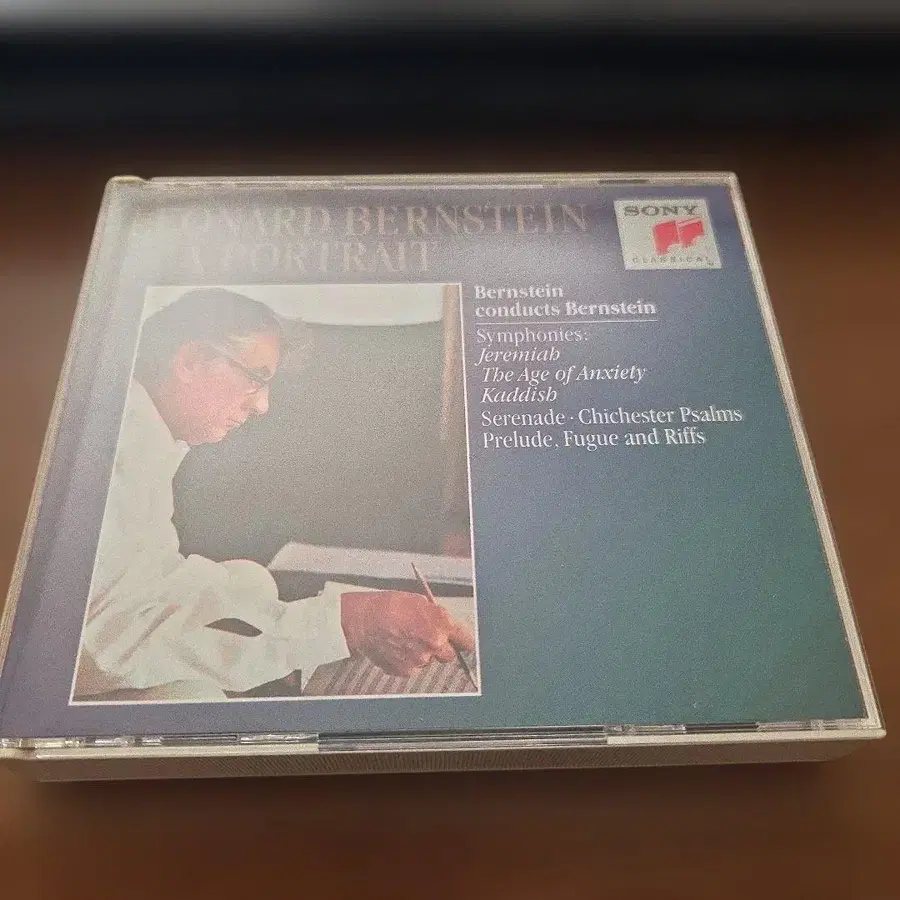 LEONARD BERNSTEIN
A PORTRAIT
SONY
CLASSICAL
Bernstein
conducts Bernstein
Symphonies:
Jeremiah
The Age of Anxiety
Kaddish
Serenade · Chichester Psalms
Prelude, Fugue and Riffs